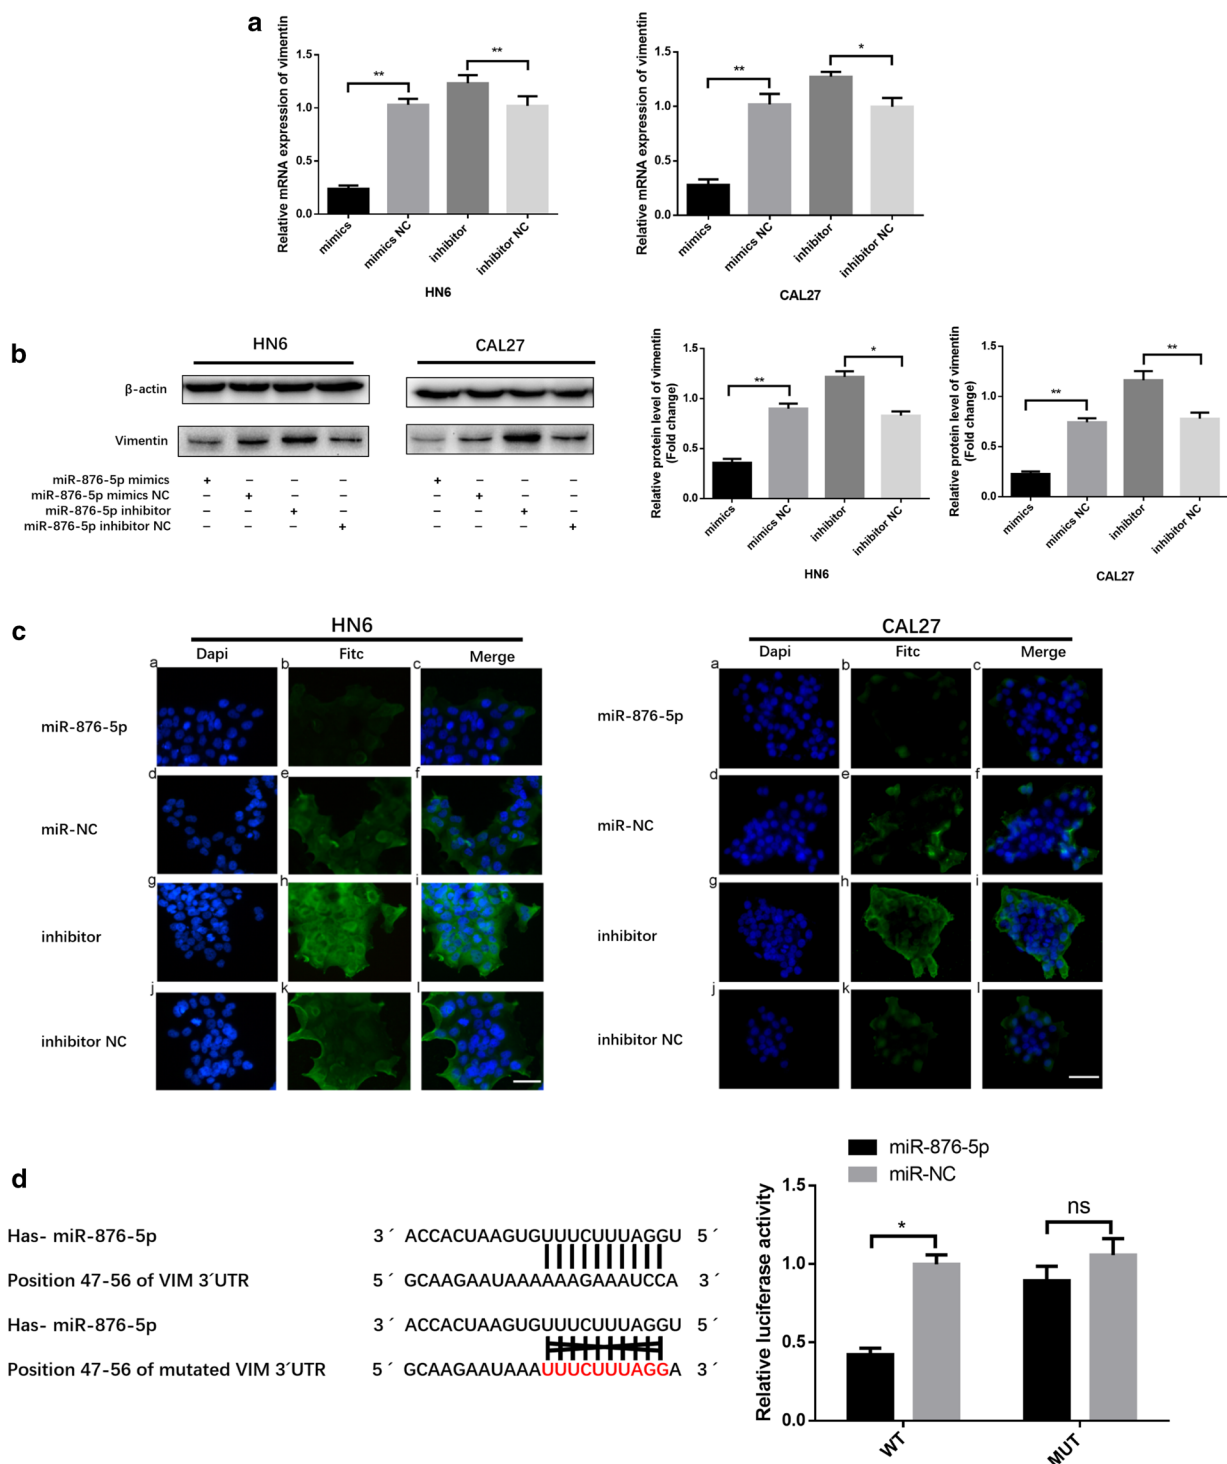 a
Relative mRNA expression of vimentin
1.5
1.0
0.5
0.0
**
**
mimics
mimics NC
inhibitor
inhibitor NC
HN6
Relative mRNA expression of vimentin
1.5
1.0
0.5
0.0
**
*
mimics
mimics NC
inhibitor
inhibitor NC
CAL27
b
HN6
CAL27
β-actin
Vimentin
miR-876-5p mimics + − − − + − − −
miR-876-5p mimics NC − + − − − + − −
miR-876-5p inhibitor − − + − − − + −
miR-876-5p inhibitor NC − − − + − − − +
Relative protein level of vimentin
(Fold change)
1.5
1.0
0.5
0.0
**
*
mimics
mimics NC
inhibitor
inhibitor NC
HN6
Relative protein level of vimentin
(Fold change)
1.5
1.0
0.5
0.0
**
**
mimics
mimics NC
inhibitor
inhibitor NC
CAL27
c
HN6
Dapi Fitc Merge
a b c
miR-876-5p
d e f
miR-NC
g h i
inhibitor
j k l
inhibitor NC
CAL27
Dapi Fitc Merge
a b c
miR-876-5p
d e f
miR-NC
g h i
inhibitor
j k l
inhibitor NC
d
Has- miR-876-5p 3´ ACCACUAAGUGUUUCUUUAGGU 5´
Position 47-56 of VIM 3´UTR 5´ GCAAGAAUAAAAAAGAAAUCCA 3´
Has- miR-876-5p 3´ ACCACUAAGUGUUUCUUUAGGU 5´
Position 47-56 of mutated VIM 3´UTR 5´ GCAAGAAUAAAUUUCUUUAGGA 3´
miR-876-5p
miR-NC
Relative luciferase activity
1.5
1.0
0.5
0.0
*
ns
WT
MUT